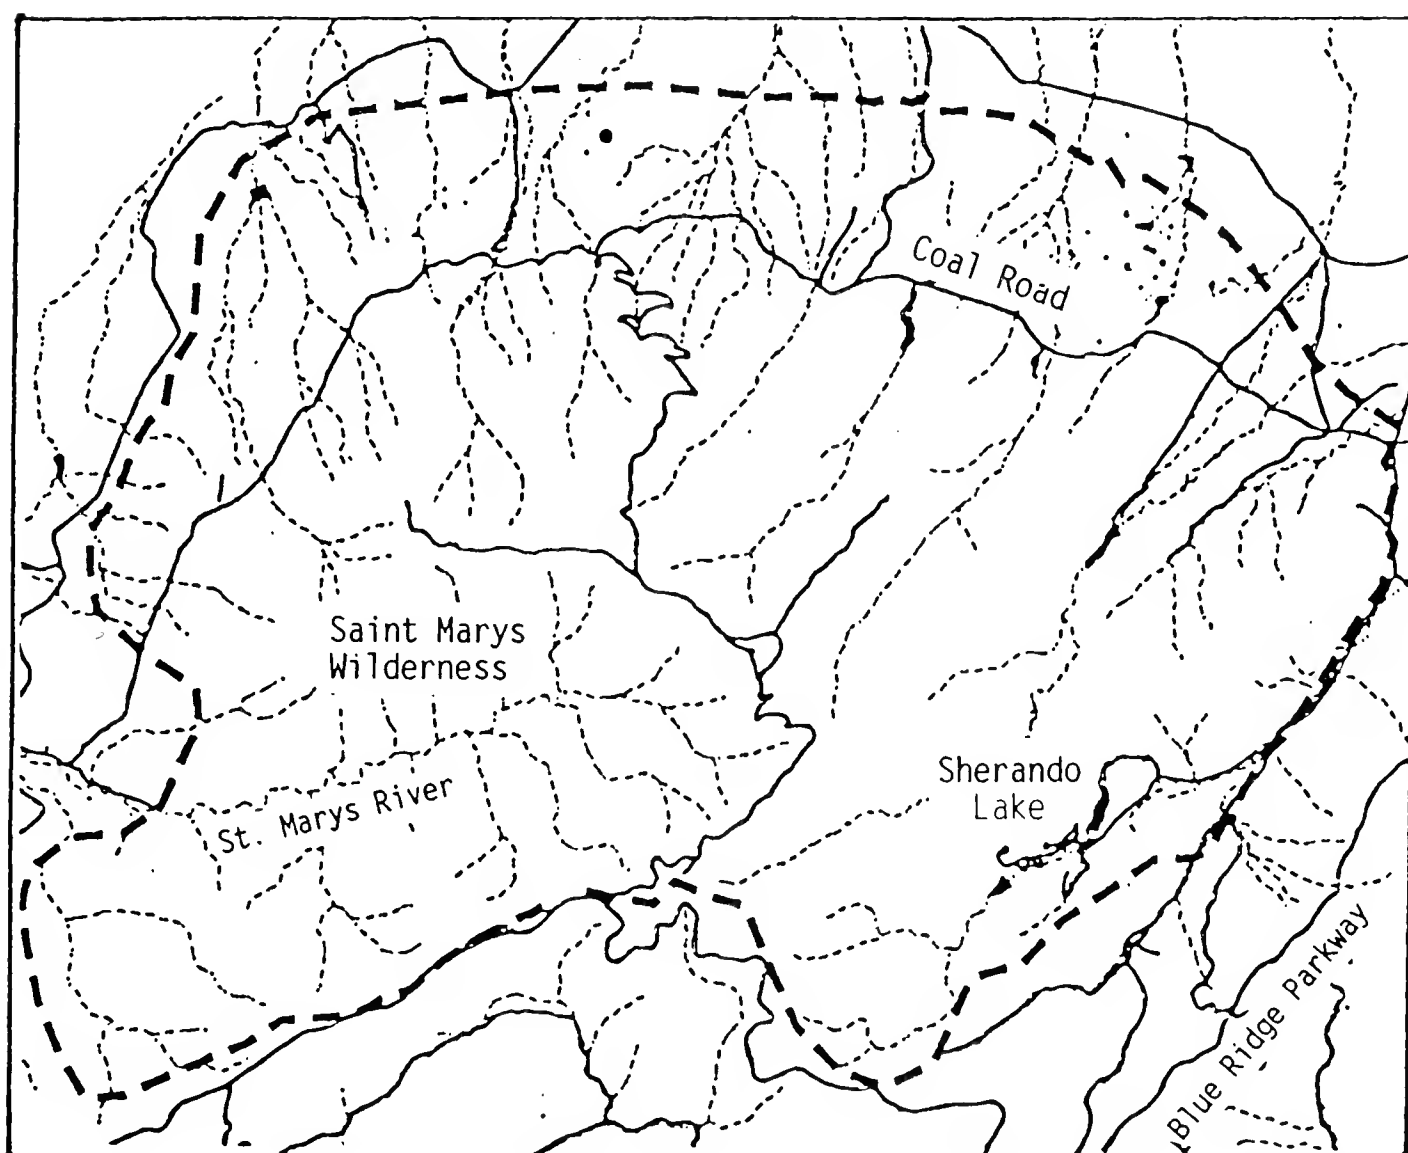 Coal Road
Saint Marys
Wilderness
Sherando
Lake
St. Marys River
Blue Ridge Parkway